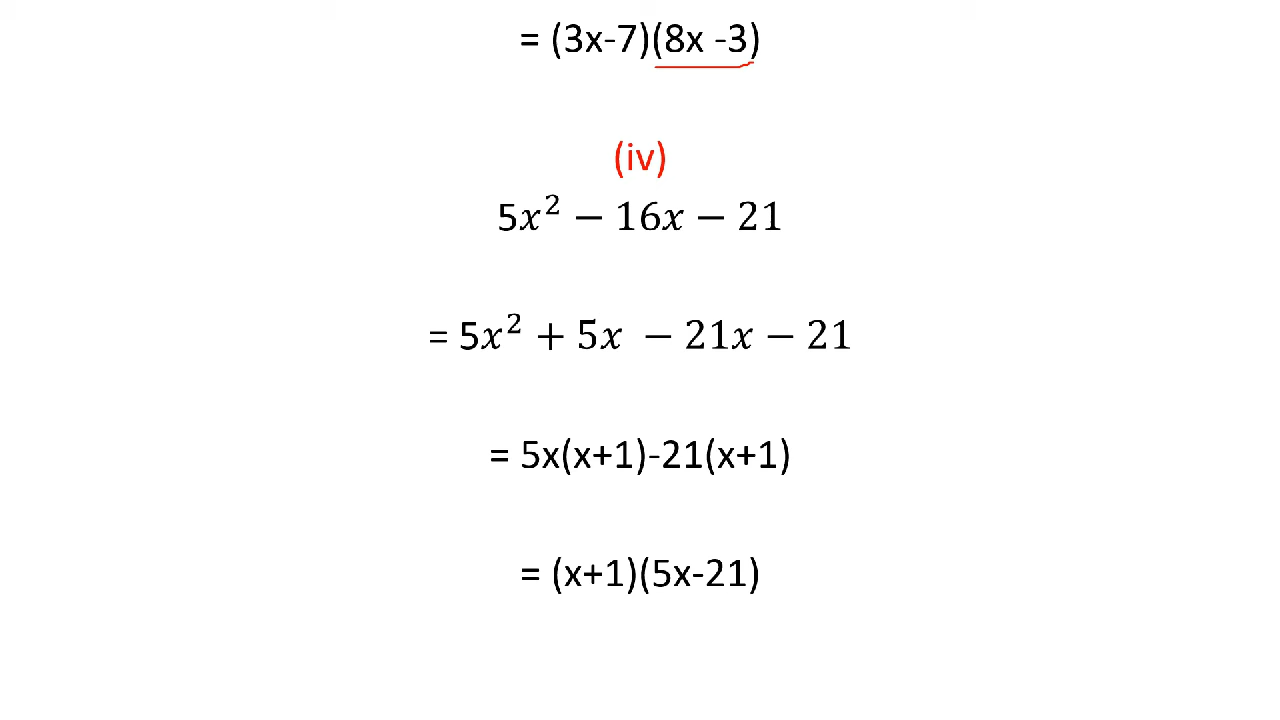 = (3x-7)(8x -3)
(iv)
5x² − 16x − 21
= 5x² + 5x − 21x − 21
= 5x(x+1)-21(x+1)
= (x+1)(5x-21)